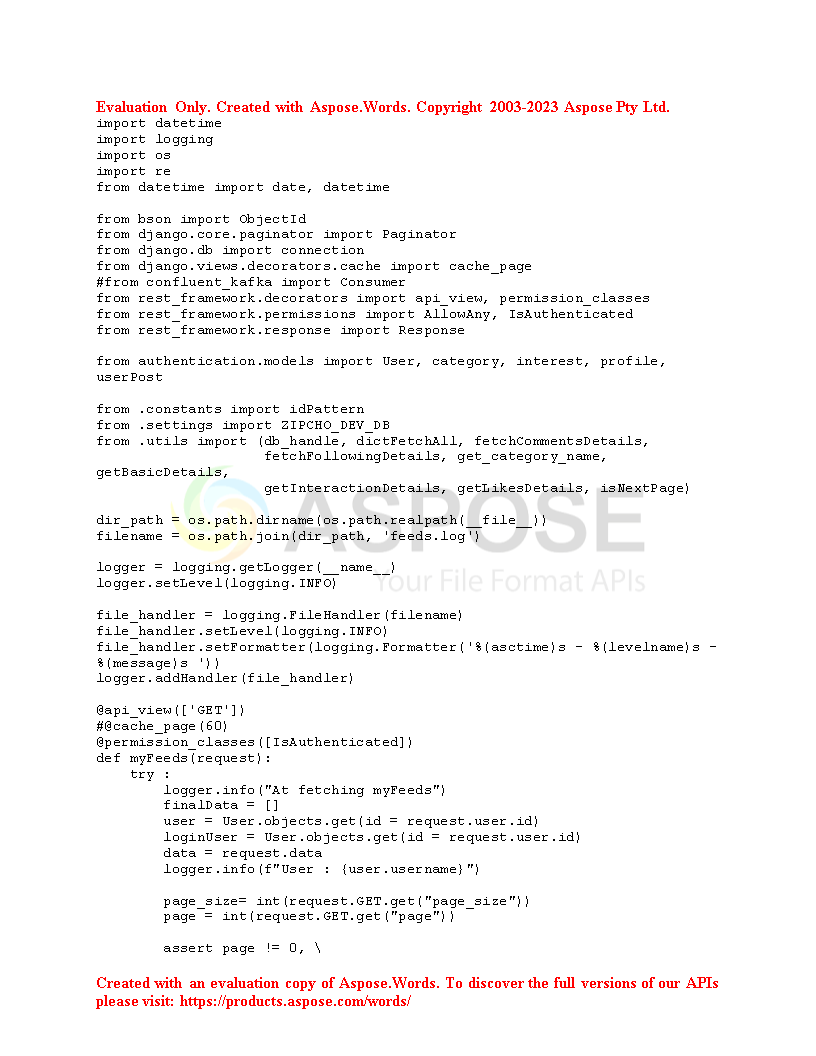 Evaluation Only. Created with Aspose.Words. Copyright 2003-2023 Aspose Pty Ltd.
import datetime
import logging
import os
import re
from datetime import date, datetime

from bson import ObjectId
from django.core.paginator import Paginator
from django.db import connection
from django.views.decorators.cache import cache_page
#from confluent_kafka import Consumer
from rest_framework.decorators import api_view, permission_classes
from rest_framework.permissions import AllowAny, IsAuthenticated
from rest_framework.response import Response

from authentication.models import User, category, interest, profile,
userPost

from .constants import idPattern
from .settings import ZIPCHO_DEV_DB
from .utils import (db_handle, dictFetchAll, fetchCommentsDetails,
                    fetchFollowingDetails, get_category_name,
getBasicDetails,
                    getInteractionDetails, getLikesDetails, isNextPage)

dir_path = os.path.dirname(os.path.realpath(__file__))
filename = os.path.join(dir_path, 'feeds.log')
ASPOSE
Your File Format APIs

logger = logging.getLogger(__name__)
logger.setLevel(logging.INFO)

file_handler = logging.FileHandler(filename)
file_handler.setLevel(logging.INFO)
file_handler.setFormatter(logging.Formatter('%(asctime)s - %(levelname)s -
%(message)s '))
logger.addHandler(file_handler)

@api_view(['GET'])
#@cache_page(60)
@permission_classes([IsAuthenticated])
def myFeeds(request):
    try :
        logger.info("At fetching myFeeds")
        finalData = []
        user = User.objects.get(id = request.user.id)
        loginUser = User.objects.get(id = request.user.id)
        data = request.data
        logger.info(f"User : {user.username}")

        page_size= int(request.GET.get("page_size"))
        page = int(request.GET.get("page"))

        assert page != 0, \

Created with an evaluation copy of Aspose.Words. To discover the full versions of our APIs
please visit: https://products.aspose.com/words/